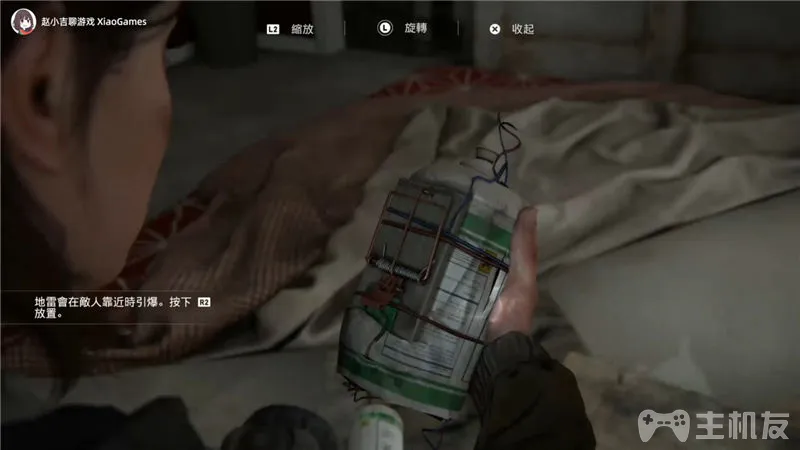 赵小吉聊游戏 XiaoGames
L2 縮放
L 旋轉
收起
地雷會在敵人靠近時引爆。按下 R2
放置。
主机友